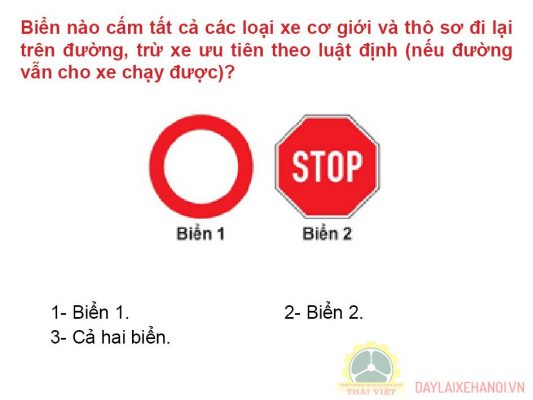 Biển nào cấm tất cả các loại xe cơ giới và thô sơ đi lại
trên đường, trừ xe ưu tiên theo luật định (nếu đường
vẫn cho xe chạy được)?
STOP
Biển 1
Biển 2
1- Biển 1.
2- Biển 2.
3- Cả hai biển.
THÁI VIỆT
DAYLAIXEHANOI.VN